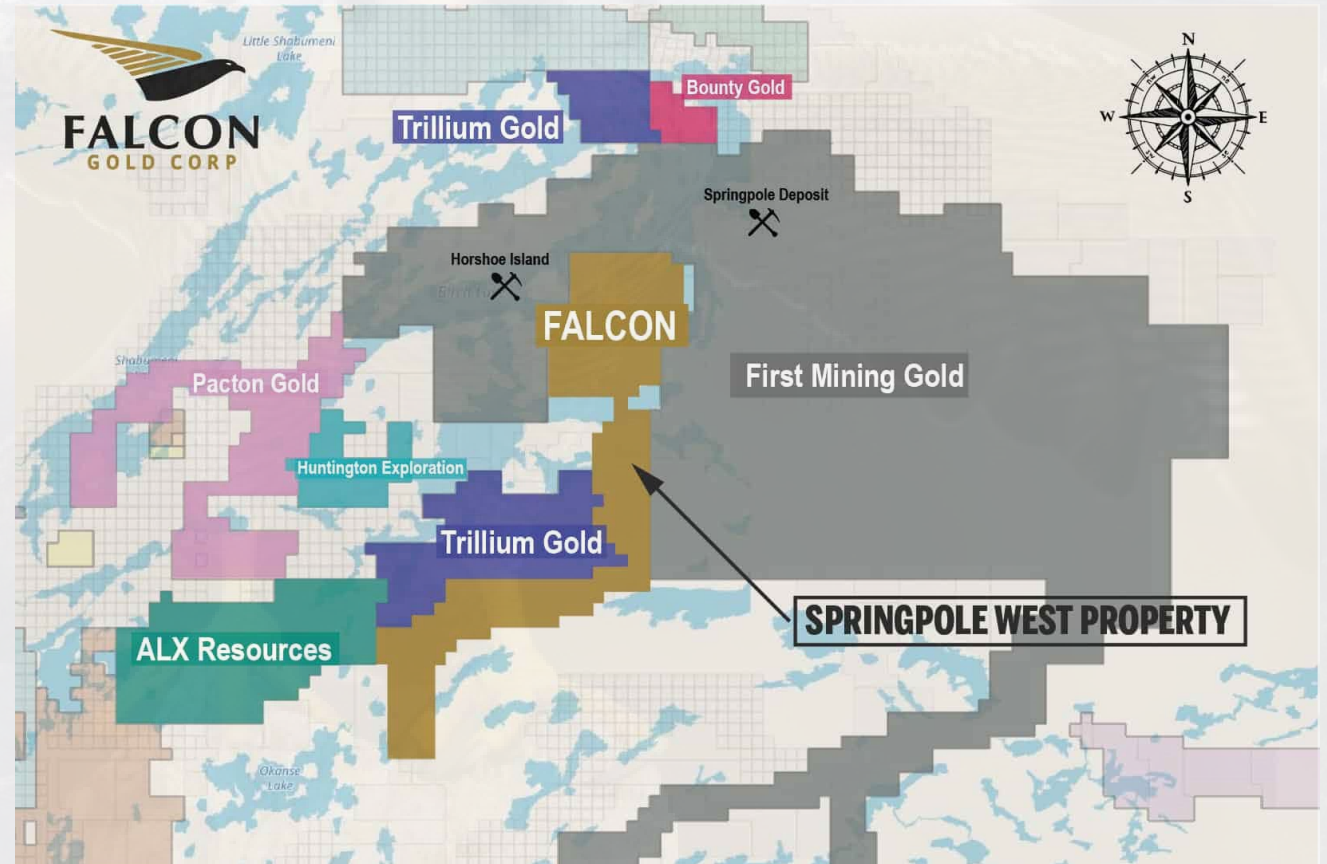 Little Shabumeni
Lake
FALCON
GOLD CORP
Trillium Gold
Bounty Gold
N
W
E
S
Springpole Deposit
Horshoe Island
FALCON
First Mining Gold
Pacton Gold
Huntington Exploration
Trillium Gold
SPRINGPOLE WEST PROPERTY
ALX Resources
Okanse
Lake